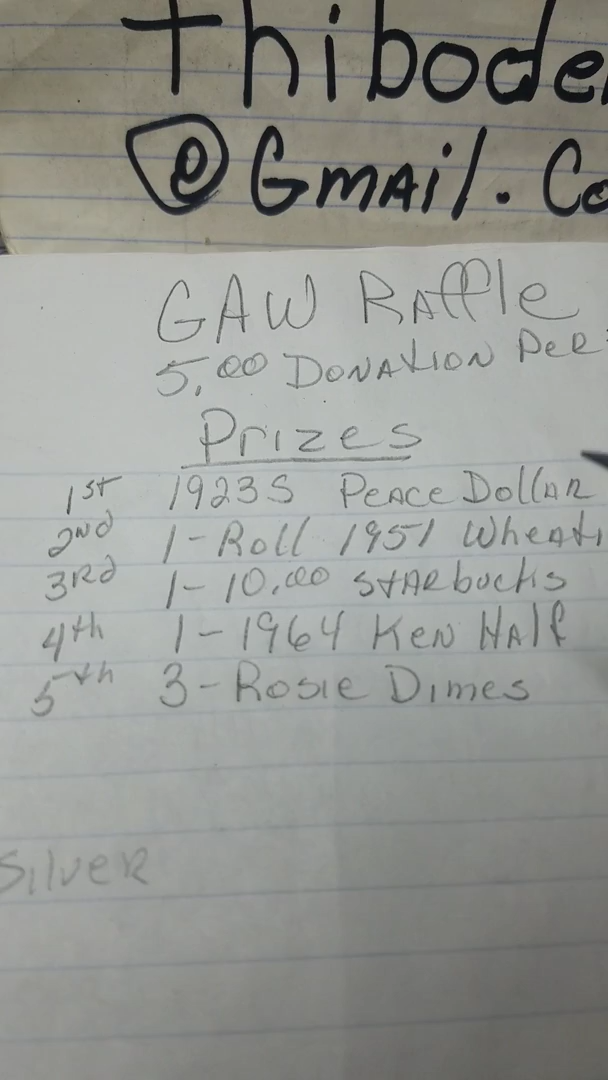 Thibode
@Gmail.Co
GAW Raffle
5.00 Donation Per
Prizes
1st 1923S Peace Dollar
2nd 1-Roll 1951 Wheat
3rd 1-10.00 Starbucks
4th 1-1964 Ken Half
5th 3-Rosie Dimes
Silver